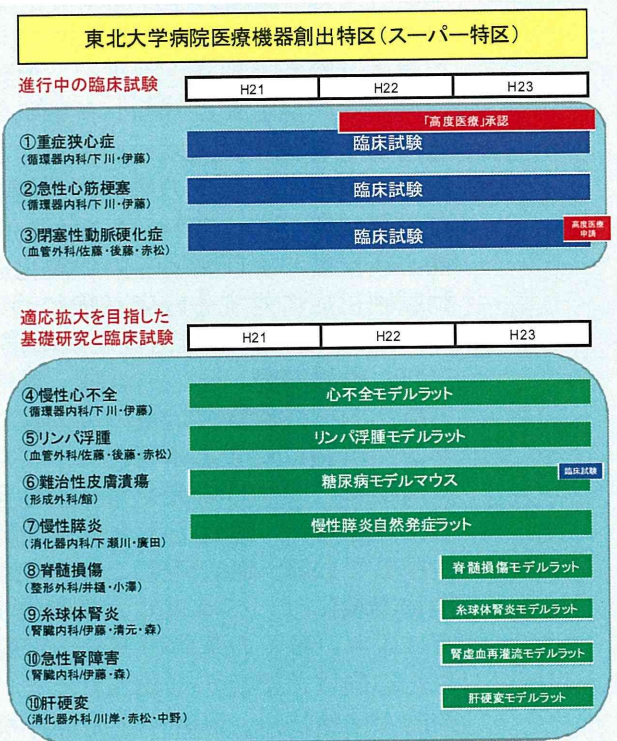 東北大学病院医療機器創出特区(スーパー特区)
進行中の臨床試験
H21 H22 H23
「高度医療」承認
①重症狭心症 臨床試験
(循環器内科/下川・伊藤)
②急性心筋梗塞 臨床試験
(循環器内科/下川・伊藤)
③閉塞性動脈硬化症 臨床試験 高度医療
申請
(血管外科/佐藤・後藤・赤松)
適応拡大を目指した
基礎研究と臨床試験 H21 H22 H23
④慢性心不全 心不全モデルラット
(循環器内科/下川・伊藤)
⑤リンパ浮腫 リンパ浮腫モデルラット
(血管外科/佐藤・後藤・赤松)
⑥難治性皮膚潰瘍 糖尿病モデルマウス 臨床試験
(形成外科/館)
⑦慢性膵炎 慢性膵炎自然発症ラット
(消化器内科/下瀬川・廣田)
⑧脊髄損傷 脊髄損傷モデルラット
(整形外科/井樋・小澤)
⑨糸球体腎炎 糸球体腎炎モデルラット
(腎臓内科/伊藤・清元・森)
⑩急性腎障害 腎虚血再灌流モデルラット
(腎臓内科/伊藤・森)
⑩肝硬変 肝硬変モデルラット
(消化器外科/川岸・赤松・中野)